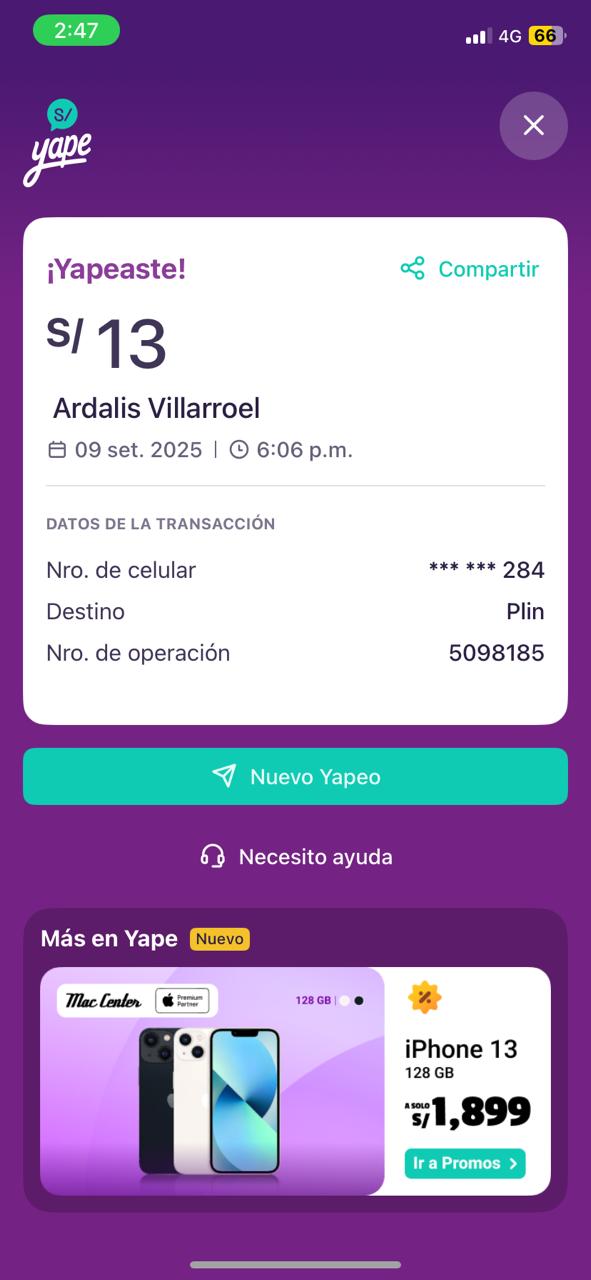 2:47
4G 66
S/
yape
¡Yapeaste!
Compartir
S/ 13
Ardalis Villarroel
09 set. 2025 | 6:06 p.m.
DATOS DE LA TRANSACCIÓN
Nro. de celular *** *** 284
Destino Plin
Nro. de operación 5098185
Nuevo Yapeo
Necesito ayuda
Más en Yape Nuevo
Mac Center
Premium Partner
128 GB
iPhone 13
128 GB
A SOLO
S/ 1,899
Ir a Promos